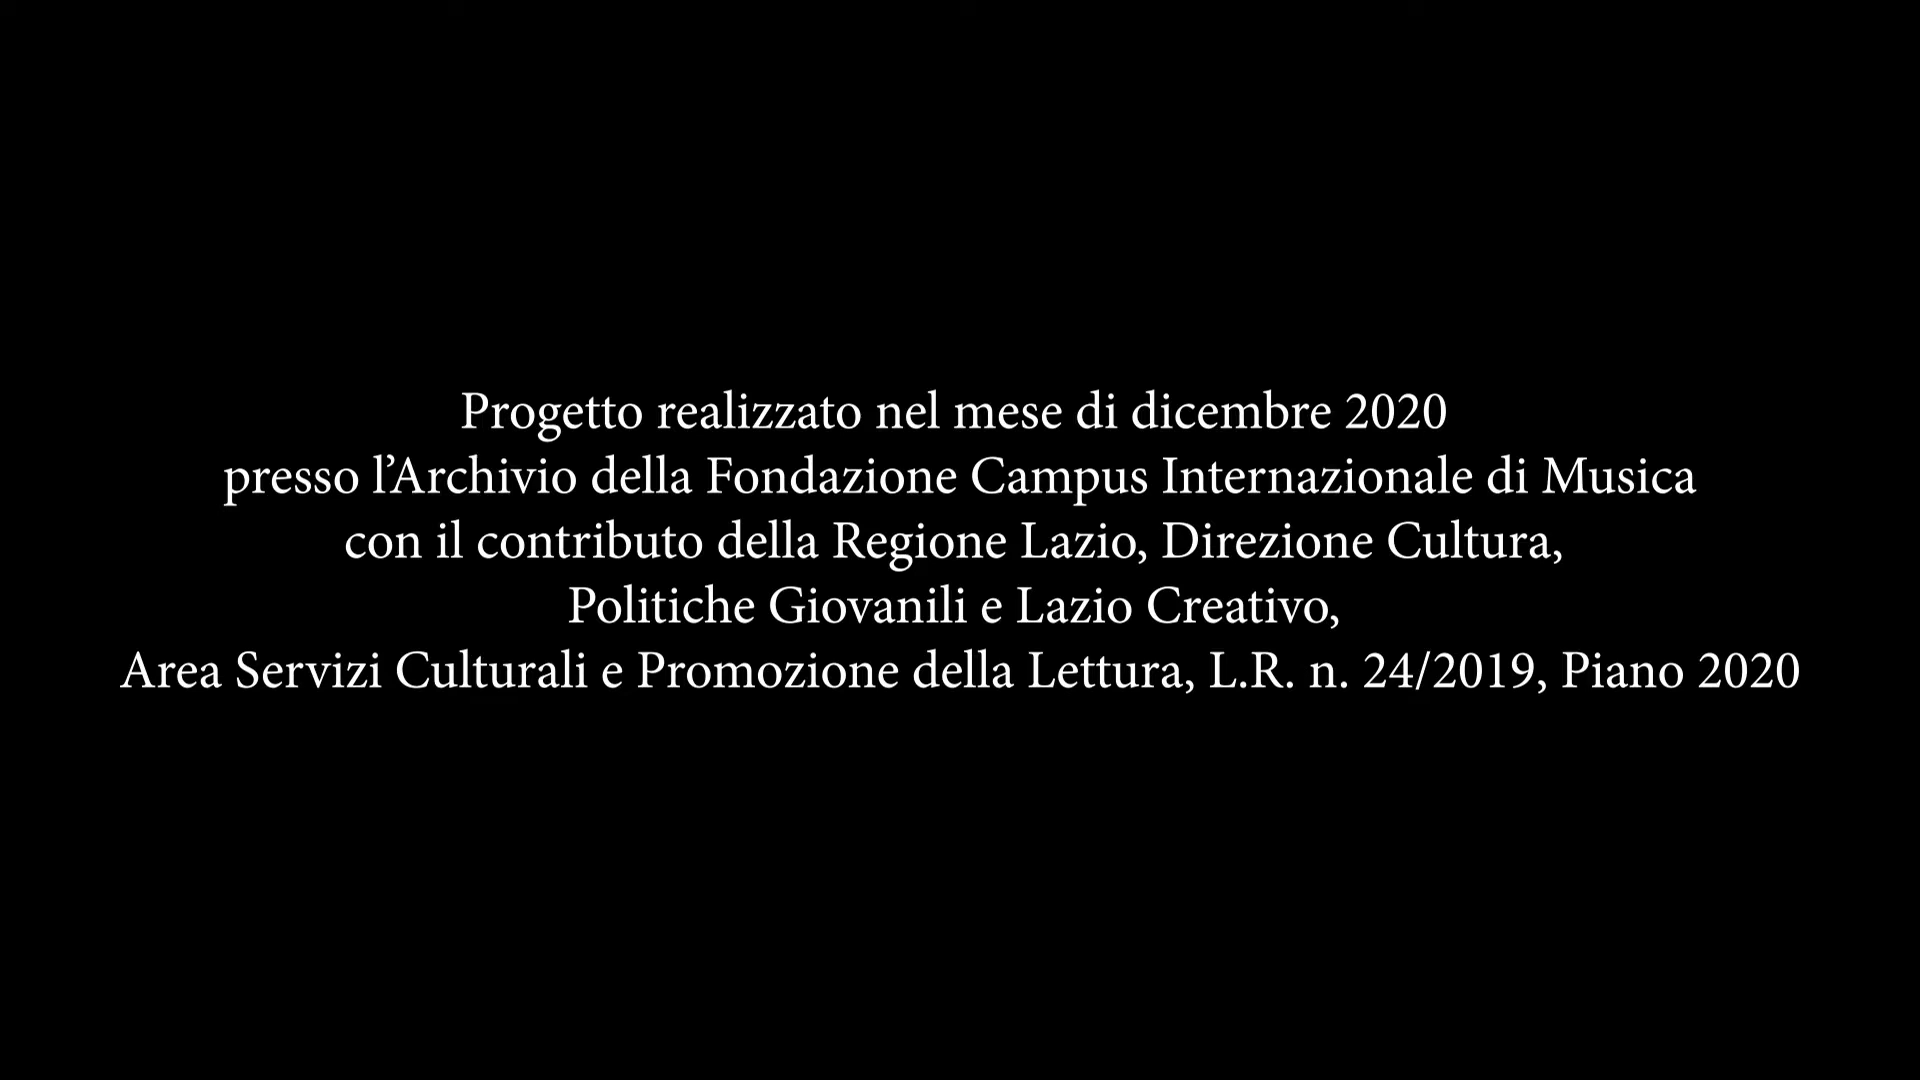 Progetto realizzato nel mese di dicembre 2020
presso l’Archivio della Fondazione Campus Internazionale di Musica
con il contributo della Regione Lazio, Direzione Cultura,
Politiche Giovanili e Lazio Creativo,
Area Servizi Culturali e Promozione della Lettura, L.R. n. 24/2019, Piano 2020